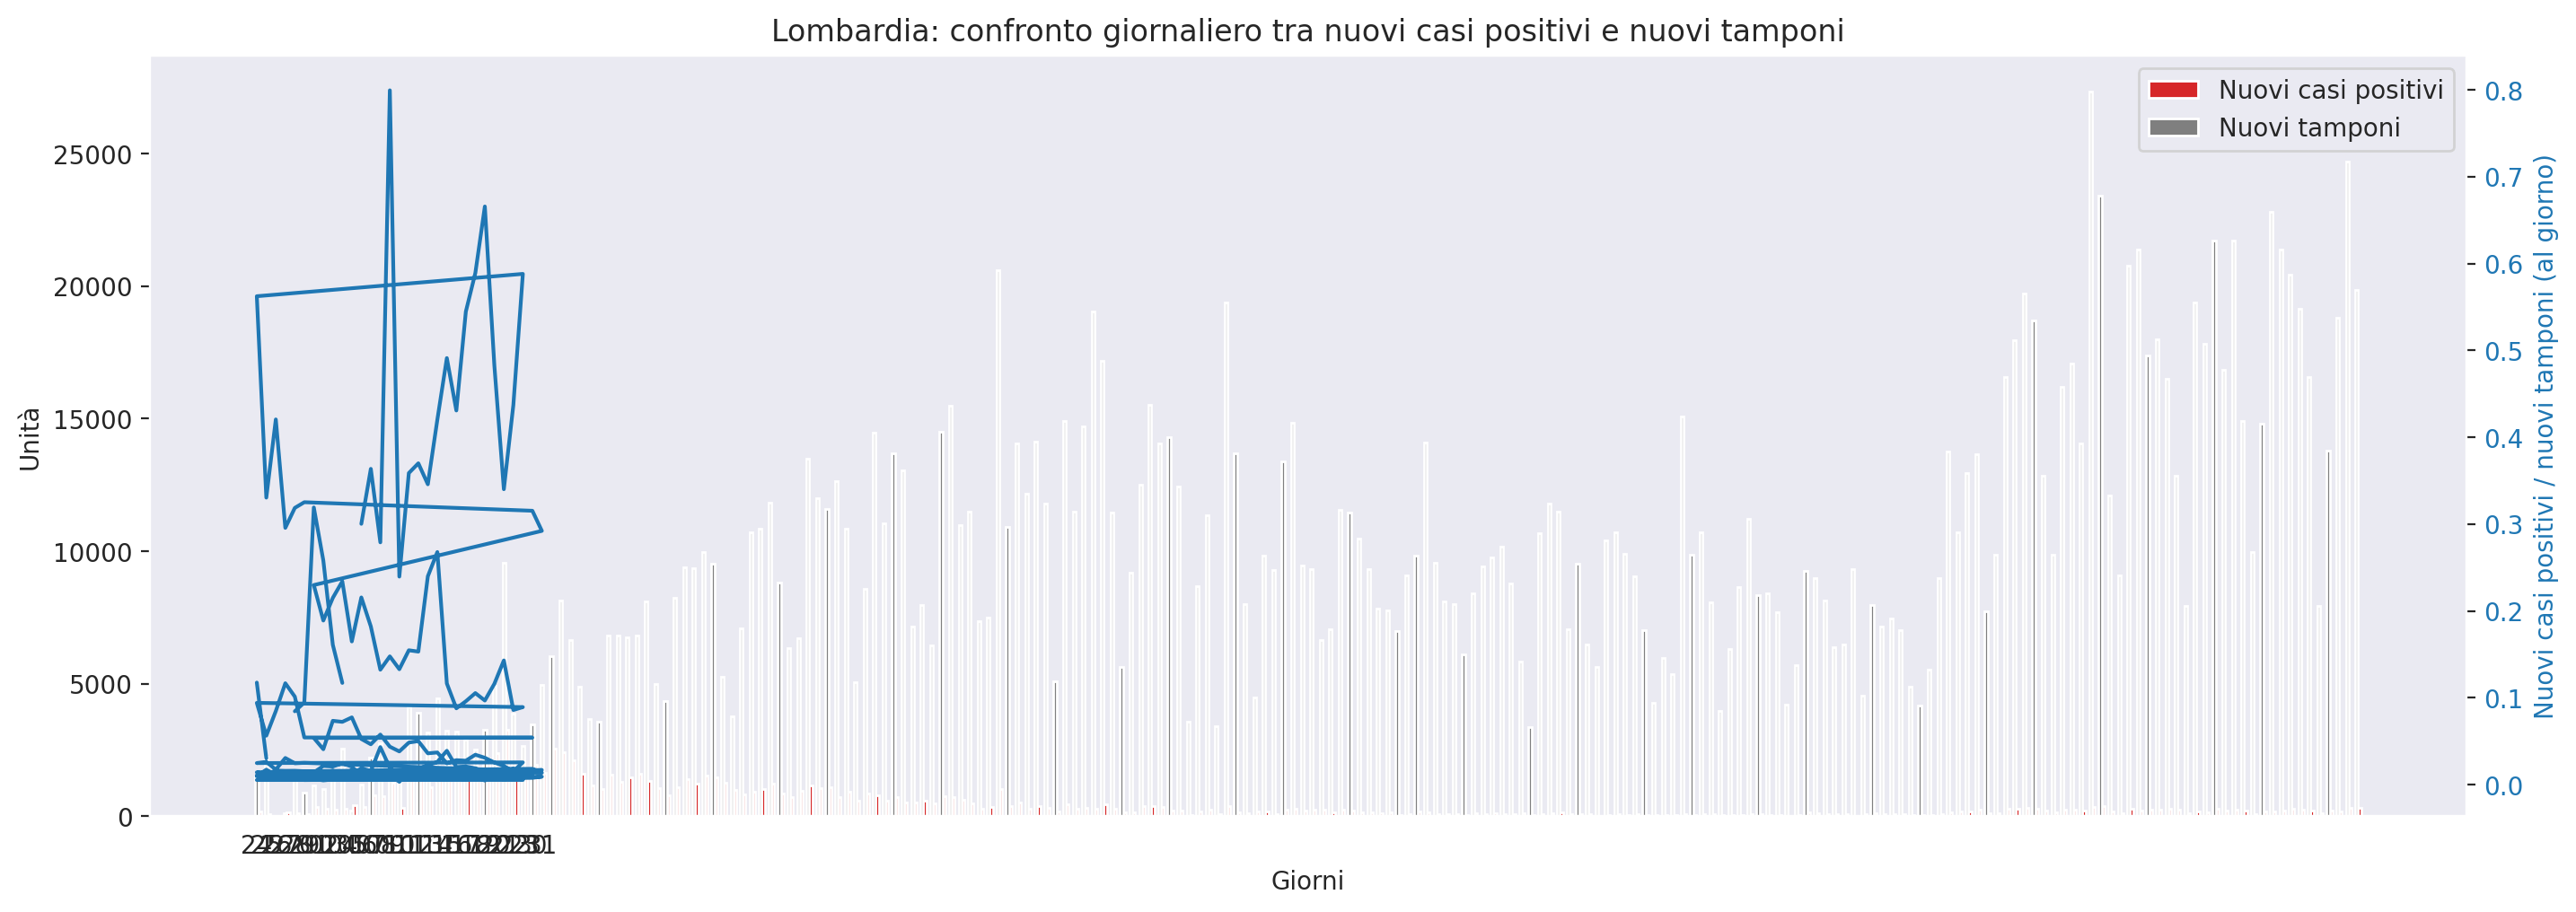 Lombardia: confronto giornaliero tra nuovi casi positivi e nuovi tamponi
Nuovi casi positivi
Nuovi tamponi
Unità
25000
20000
15000
10000
5000
0
0.8
0.7
0.6
0.5
0.4
0.3
0.2
0.1
0.0
Nuovi casi positivi / nuovi tamponi (al giorno)
Giorni